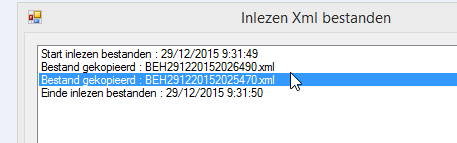 Inlezen Xml bestanden
Start inlezen bestanden : 29/12/2015 9:31:49
Bestand gekopieerd : BEH291220152026490.xml
Bestand gekopieerd : BEH291220152025470.xml
Einde inlezen bestanden : 29/12/2015 9:31:50